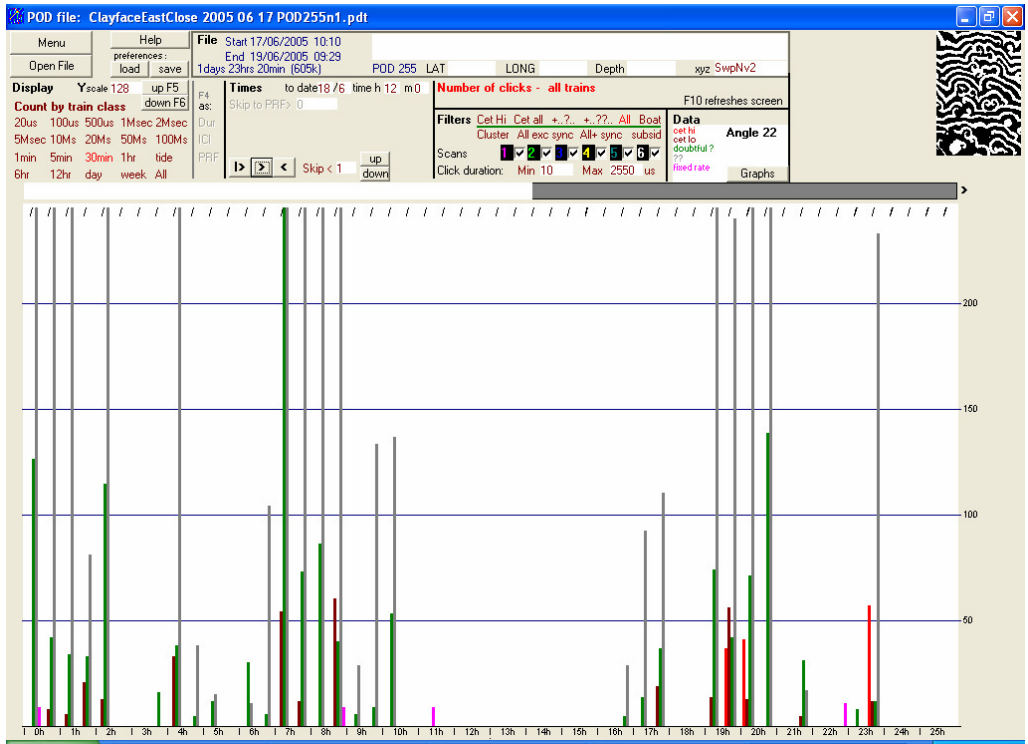 POD file: ClayfaceEastClose 2005 06 17 POD255n1.pdt
Menu
Help
Open File
preferences:
load save
File Start 17/06/2005 10:10
End 19/06/2005 09:29
1days 23hrs 20min (605k) POD 255 LAT LONG Depth xyz SwpNv2
Display Yscale 128 up F5
Count by train class down F6
20us 100us 500us 1Msec 2Msec
5Msec 10Ms 20Ms 50Ms 100Ms
1min 5min 30min 1hr tide
6hr 12hr day week All
F4
as:
Dur
ICI
PRF
Times to date 18 /6 time h 12 m 0
Skip to PRF> 0
|> > < Skip < 1 up
down
Number of clicks - all trains
F10 refreshes screen
Filters Cet Hi Cet all +..?.. +..??.. All Boat
Cluster All exc sync All+ sync subsid
Scans 1 2 3 4 5 6
Click duration: Min 10 Max 2550 us
Data
cet hi
cet lo
doubtful ?
??
fixed rate
Angle 22
Graphs
>
200
150
100
50
0h 1h 2h 3h 4h 5h 6h 7h 8h 9h 10h 11h 12h 13h 14h 15h 16h 17h 18h 19h 20h 21h 22h 23h 24h 25h